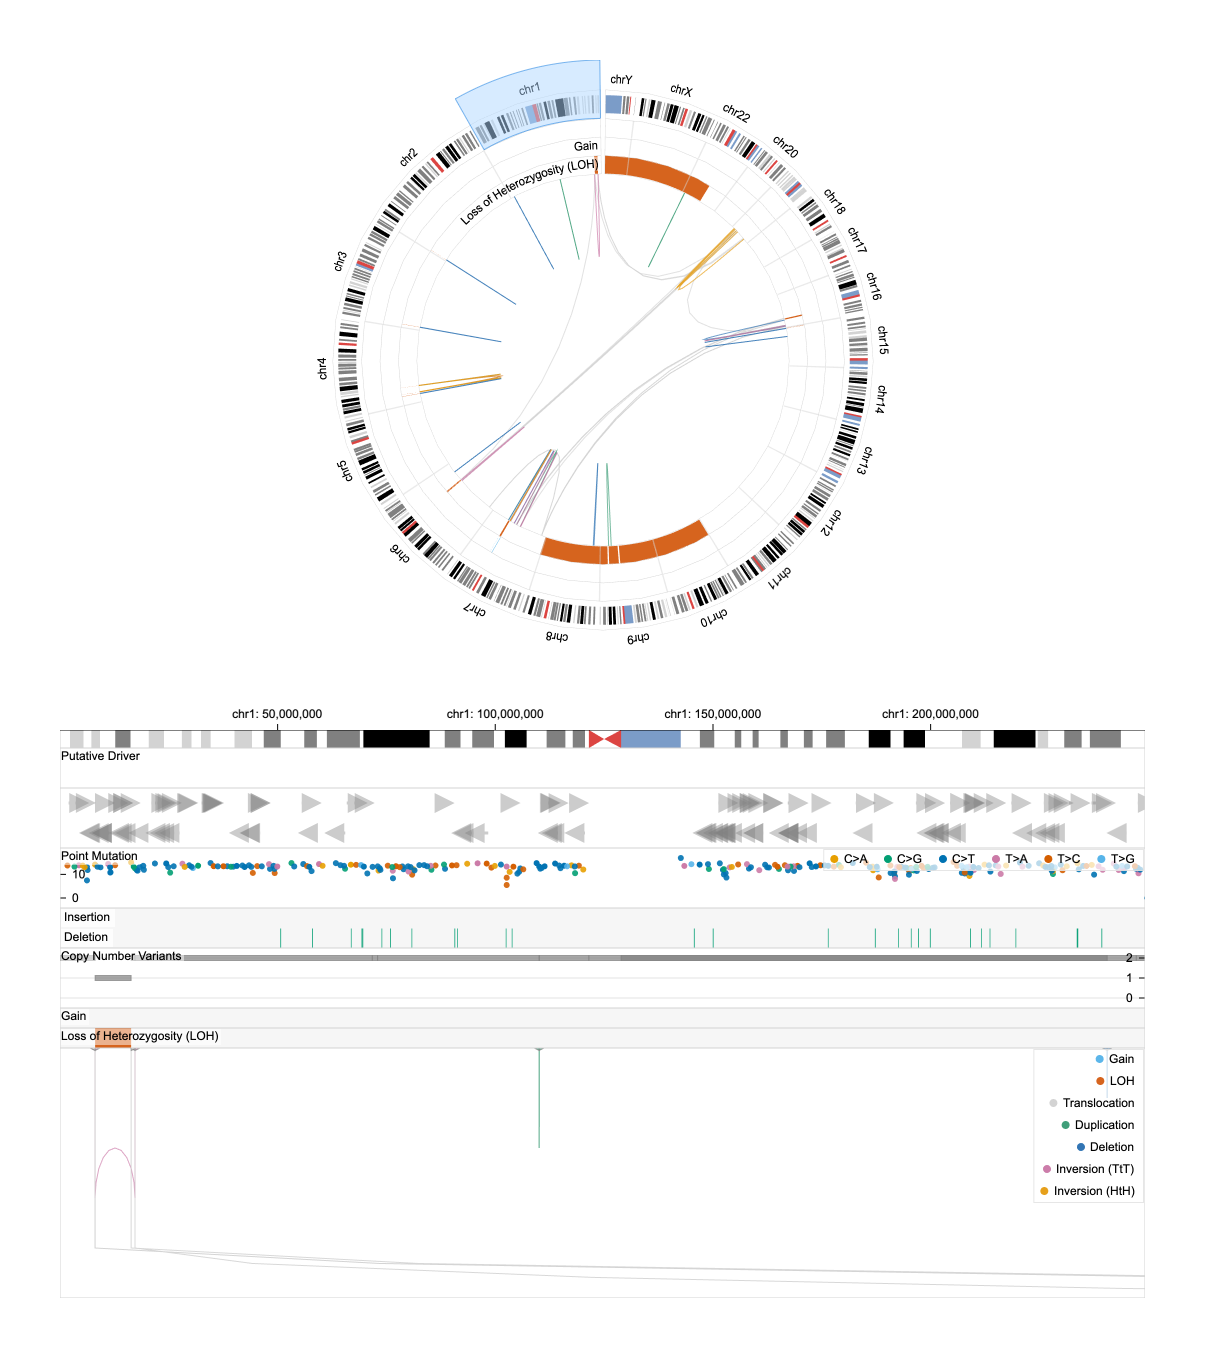 chr1
chrY
chrX
chr22
chr20
chr18
chr17
chr16
chr15
chr14
chr13
chr12
chr11
chr10
chr9
chr8
chr7
chr6
chr5
chr4
chr3
chr2
Gain
Loss of Heterozygosity (LOH)
chr1: 50,000,000 chr1: 100,000,000 chr1: 150,000,000 chr1: 200,000,000
Putative Driver
Point Mutation
C>A C>G C>T T>A T>C T>G
10
0
Insertion
Deletion
Copy Number Variants
2
1
0
Gain
Loss of Heterozygosity (LOH)
Gain
LOH
Translocation
Duplication
Deletion
Inversion (TtT)
Inversion (HtH)